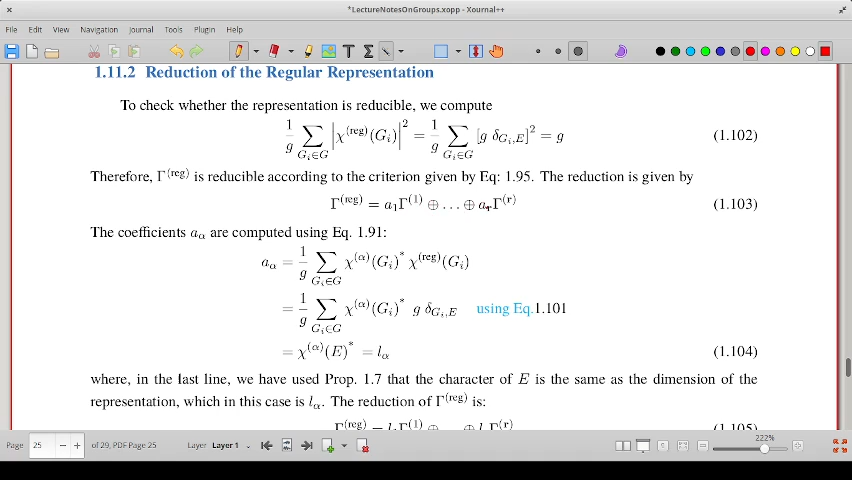 *LectureNotesOnGroups.xopp - Xournal++
File Edit View Navigation Journal Tools Plugin Help
1.11.2 Reduction of the Regular Representation
To check whether the representation is reducible, we compute
1/g ∑_{G_i∈G} |χ^{(reg)}(G_i)|^2 = 1/g ∑_{G_i∈G} [g δ_{G_i,E}]^2 = g (1.102)
Therefore, Γ^{(reg)} is reducible according to the criterion given by Eq: 1.95. The reduction is given by
Γ^{(reg)} = a_1Γ^{(1)} ⊕ … ⊕ a_rΓ^{(r)} (1.103)
The coefficients a_α are computed using Eq. 1.91:
a_α = 1/g ∑_{G_i∈G} χ^{(α)}(G_i)^* χ^{(reg)}(G_i)
= 1/g ∑_{G_i∈G} χ^{(α)}(G_i)^* g δ_{G_i,E} using Eq.1.101
= χ^{(α)}(E)^* = l_α (1.104)
where, in the last line, we have used Prop. 1.7 that the character of E is the same as the dimension of the
representation, which in this case is l_α. The reduction of Γ^{(reg)} is:
Γ^{(reg)} = l_1Γ^{(1)} ⊕ … ⊕ l_rΓ^{(r)} (1.105)
Page 25 − + of 29, PDF Page 25 Layer Layer 1 222%